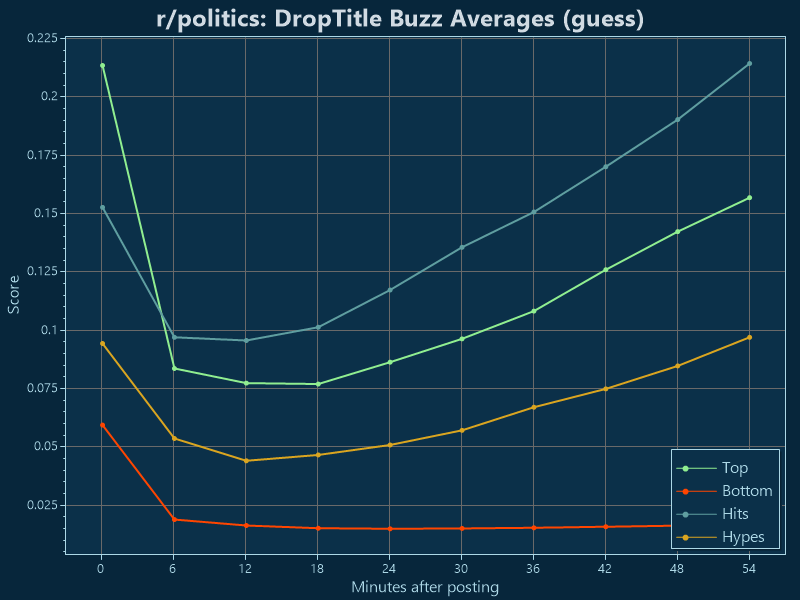 r/politics: DropTitle Buzz Averages (guess)
0.225
0.2
0.175
0.15
0.125
0.1
0.075
0.05
0.025
Score
0 6 12 18 24 30 36 42 48 54
Minutes after posting
Top
Bottom
Hits
Hypes